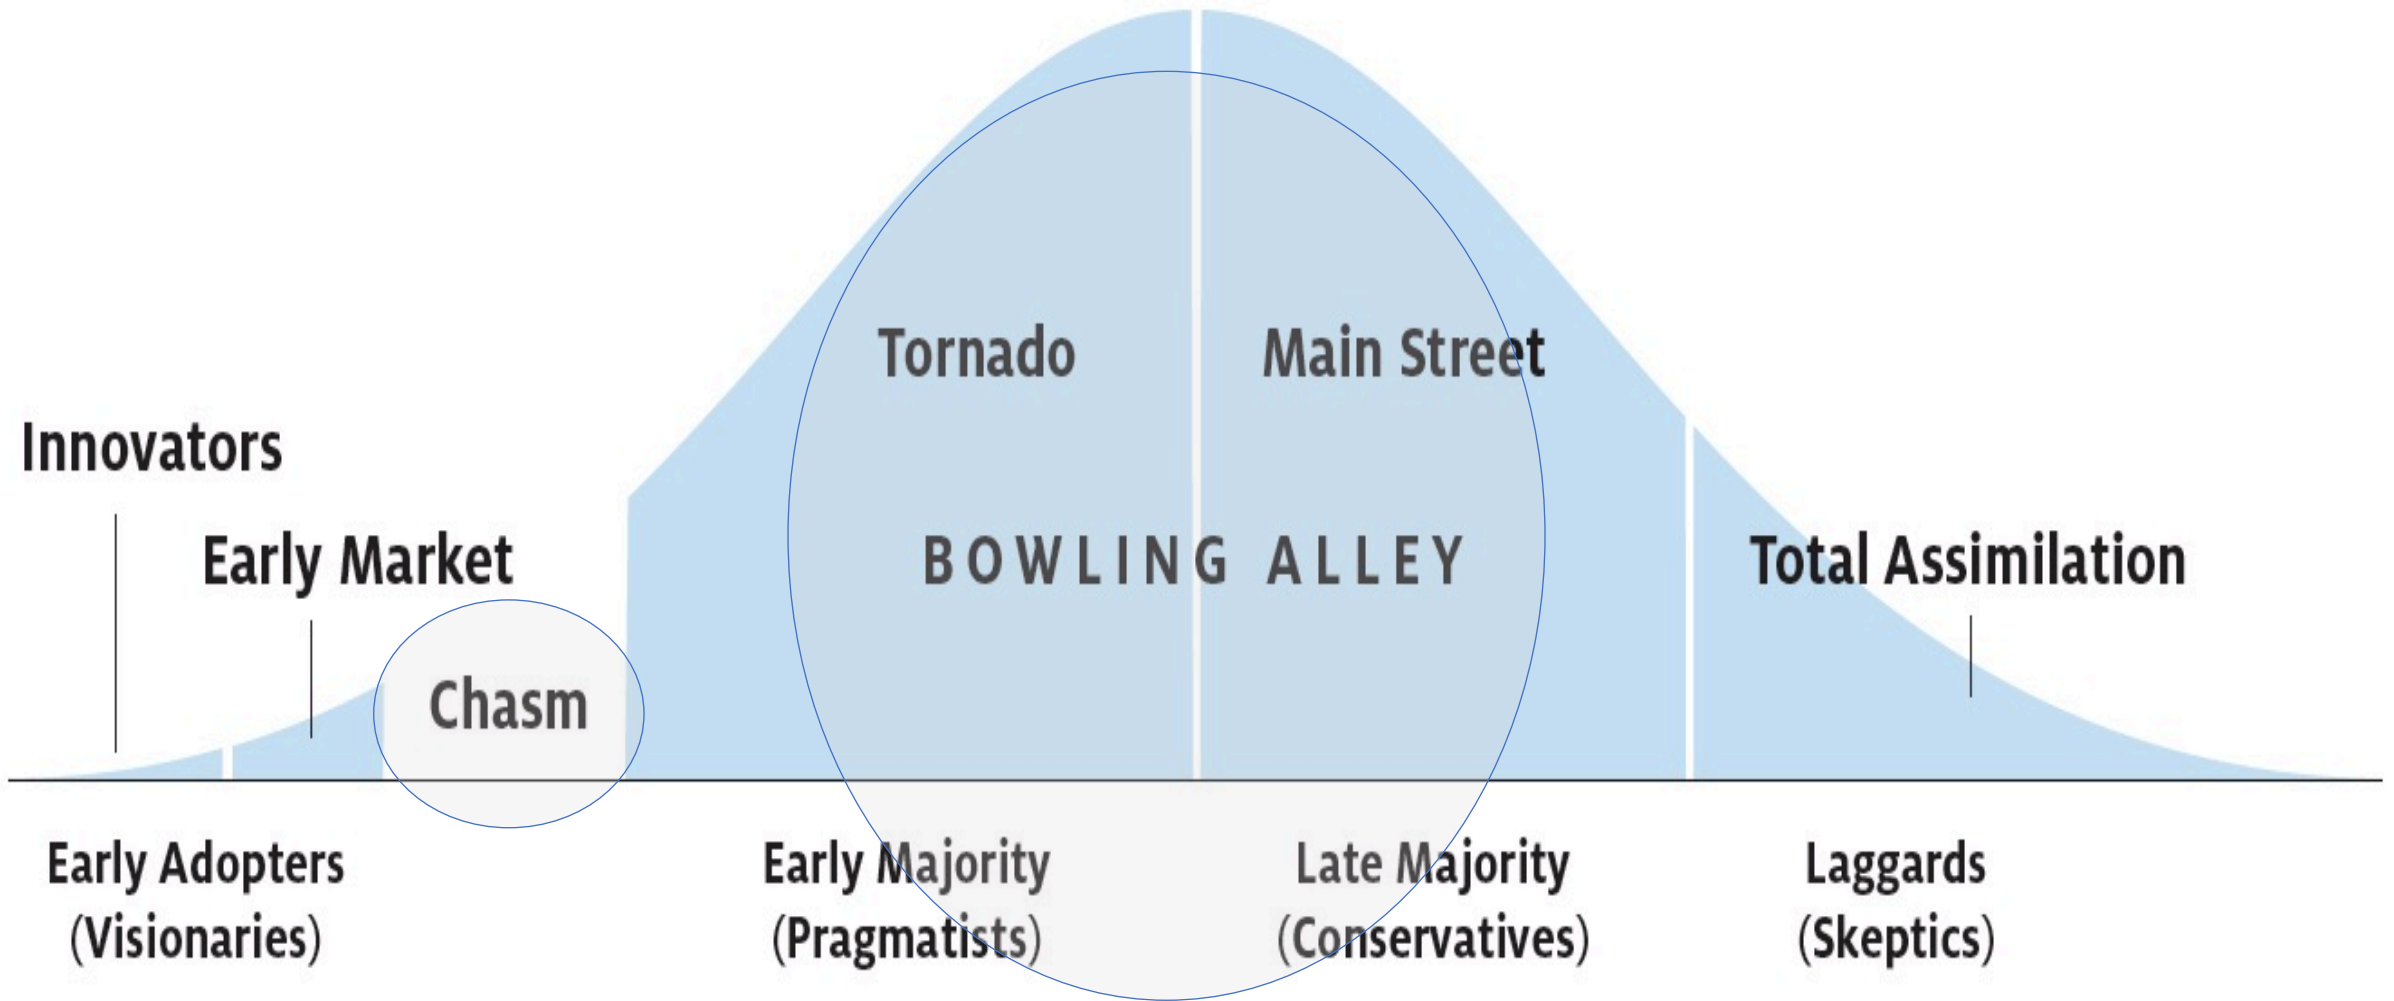 Tornado
Main Street
Innovators
Early Market
BOWLING ALLEY
Total Assimilation
Chasm
Early Adopters
(Visionaries)
Early Majority
(Pragmatists)
Late Majority
(Conservatives)
Laggards
(Skeptics)